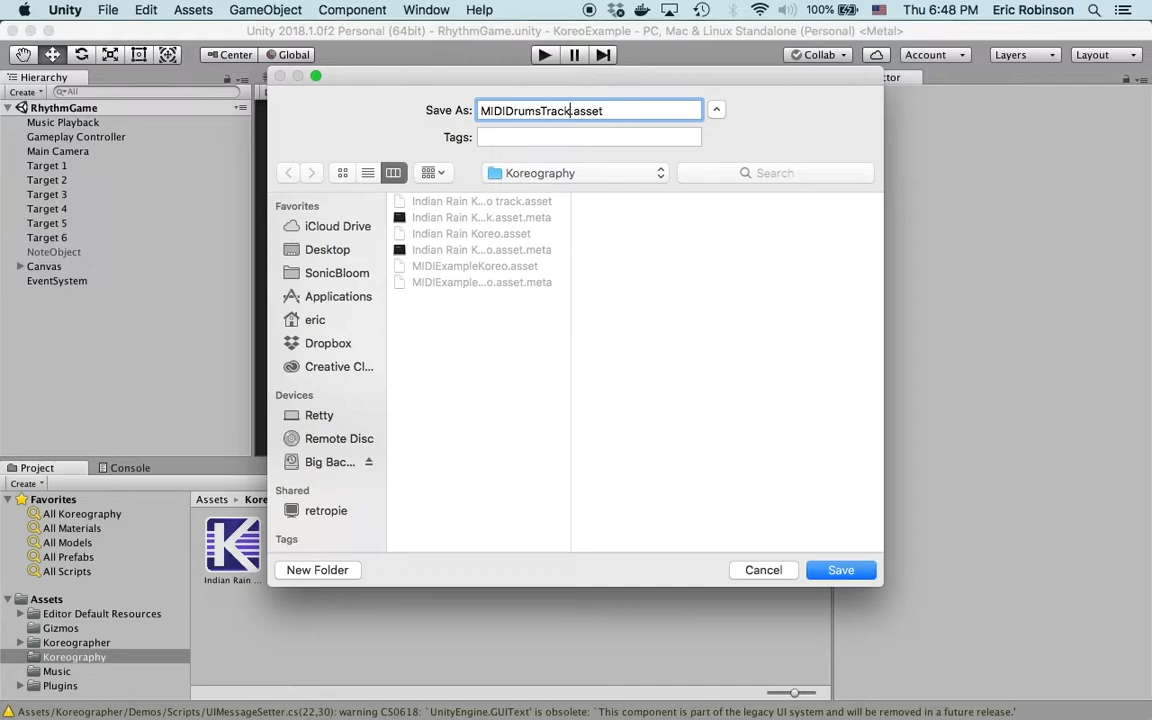 Unity File Edit Assets GameObject Component Window Help 100% Thu 6:48 PM Eric Robinson
Unity 2018.1.0f2 Personal (64bit) - RhythmGame.unity - KoreoExample - PC, Mac & Linux Standalone (Personal) <Metal>
Center Global Collab Account Layers Layout
Hierarchy
Create All
RhythmGame
Music Playback
Gameplay Controller
Main Camera
Target 1
Target 2
Target 3
Target 4
Target 5
Target 6
NoteObject
Canvas
EventSystem
Save As: MIDIDrumsTrack.asset
Tags:
Koreography
Search
Favorites
iCloud Drive
Desktop
SonicBloom
Applications
eric
Dropbox
Creative Cl...
Devices
Retty
Remote Disc
Big Bac...
Shared
retropie
Tags
Indian Rain K...o track.asset
Indian Rain K...k.asset.meta
Indian Rain Koreo.asset
Indian Rain K...o.asset.meta
MIDIExampleKoreo.asset
MIDIExample...o.asset.meta
New Folder Cancel Save
Project Console
Create
Favorites
All Koreography
All Materials
All Models
All Prefabs
All Scripts
Assets
Editor Default Resources
Gizmos
Koreographer
Koreography
Music
Plugins
Assets Kore
Indian Rain ...
Assets/Koreographer/Demos/Scripts/UIMessageSetter.cs(22,30): warning CS0618: `UnityEngine.GUIText' is obsolete: `This component is part of the legacy UI system and will be removed in a future release.'